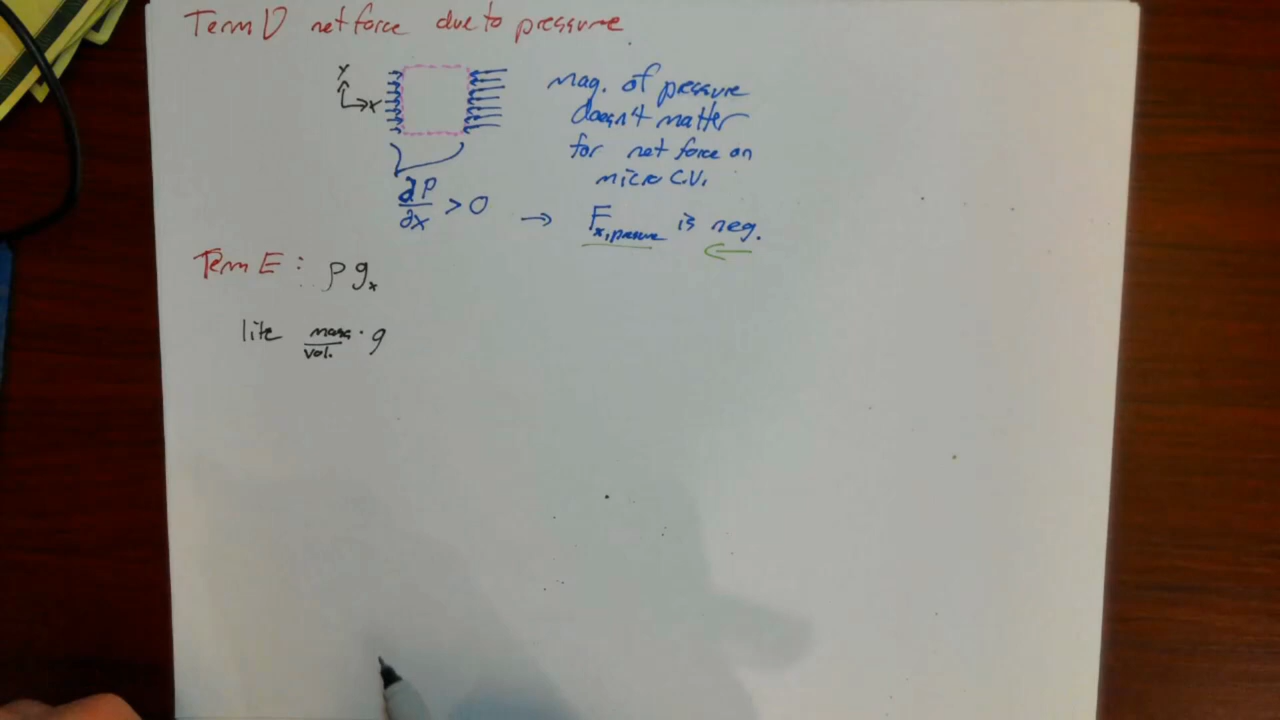 Term D net force due to pressure.
Y
X
Mag. of pressure
doesn't matter
for net force on
micro C.V.
∂P/∂x > 0 → F_x,pressure is neg.
Term E: ρ g_x
like mass/vol. · g